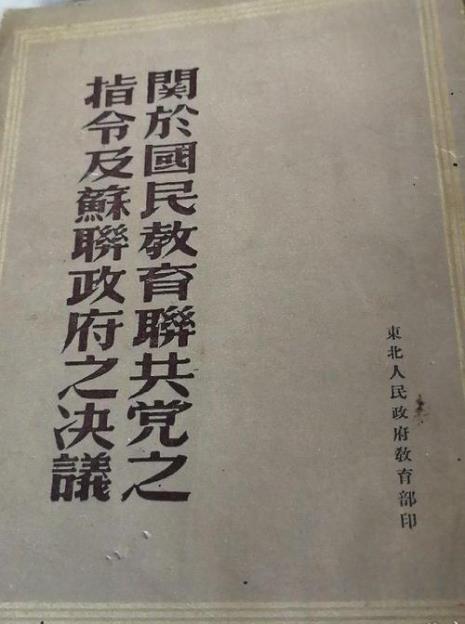 関於國民教育聯共党之
指令及蘇聯政府之决議
東北人民政府教育部印